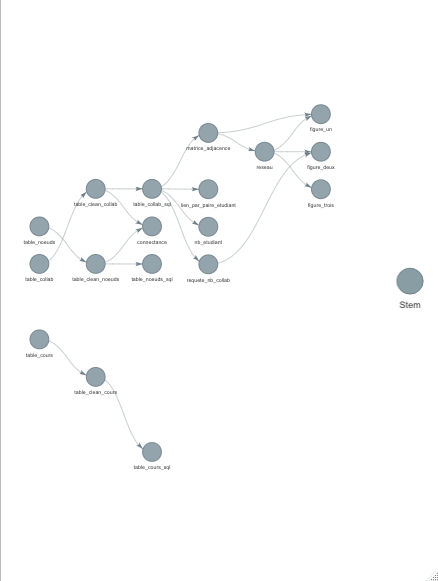 figure_un
matrice_adjacence
reseau
figure_deux
table_clean_collab
table_collab_sql
lien_par_paire_etudiant
figure_trois
table_noeuds
connectance
nb_etudiant
table_collab
table_clean_noeuds
table_noeuds_sql
requete_nb_collab
Stem
table_cours
table_clean_cours
table_cours_sql